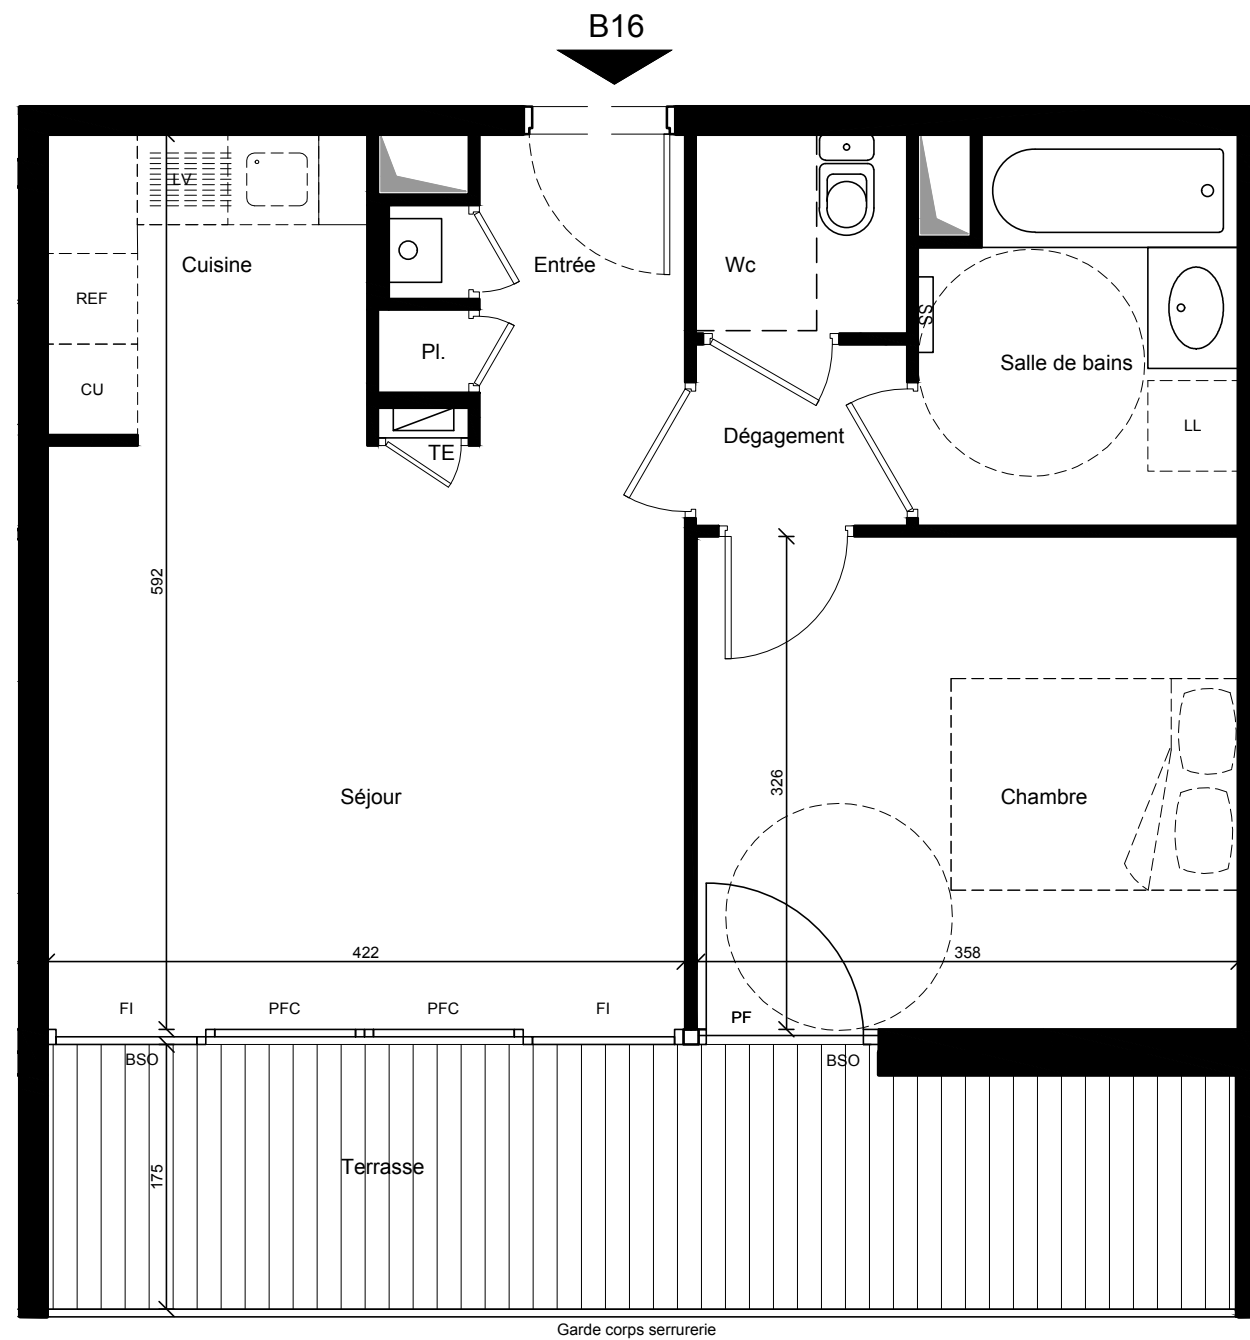 B16
LV
Cuisine
Entrée
Wc
REF
SS
Pl.
Salle de bains
CU
LL
TE
Dégagement
592
326
Séjour
Chambre
422
358
FI
PFC
PFC
FI
PF
BSO
BSO
175
Terrasse
Garde corps serrurerie